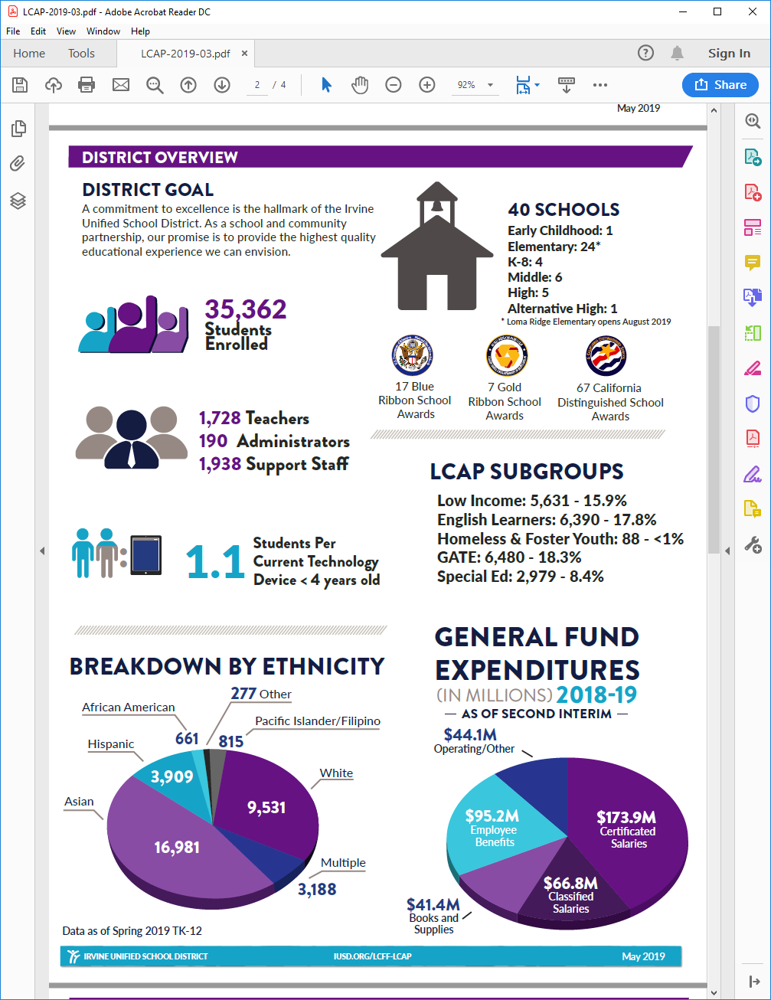 LCAP-2019-03.pdf - Adobe Acrobat Reader DC
File Edit View Window Help
Home Tools LCAP-2019-03.pdf × Sign In
2 / 4 92% Share
May 2019
DISTRICT OVERVIEW
DISTRICT GOAL
A commitment to excellence is the hallmark of the Irvine
Unified School District. As a school and community
partnership, our promise is to provide the highest quality
educational experience we can envision.
40 SCHOOLS
Early Childhood: 1
Elementary: 24*
K-8: 4
Middle: 6
High: 5
Alternative High: 1
* Loma Ridge Elementary opens August 2019
35,362
Students
Enrolled
17 Blue
Ribbon School
Awards
7 Gold
Ribbon School
Awards
67 California
Distinguished School
Awards
1,728 Teachers
190 Administrators
1,938 Support Staff
LCAP SUBGROUPS
Low Income: 5,631 - 15.9%
English Learners: 6,390 - 17.8%
Homeless & Foster Youth: 88 - <1%
GATE: 6,480 - 18.3%
Special Ed: 2,979 - 8.4%
1.1
Students Per
Current Technology
Device < 4 years old
BREAKDOWN BY ETHNICITY
277 Other
African American
661
Pacific Islander/Filipino
815
Hispanic
3,909
White
9,531
Asian
16,981
Multiple
3,188
Data as of Spring 2019 TK-12
GENERAL FUND
EXPENDITURES
(IN MILLIONS) 2018-19
— AS OF SECOND INTERIM —
$44.1M
Operating/Other
$95.2M
Employee
Benefits
$173.9M
Certificated
Salaries
$66.8M
Classified
Salaries
$41.4M
Books and
Supplies
IRVINE UNIFIED SCHOOL DISTRICT IUSD.ORG/LCFF-LCAP May 2019